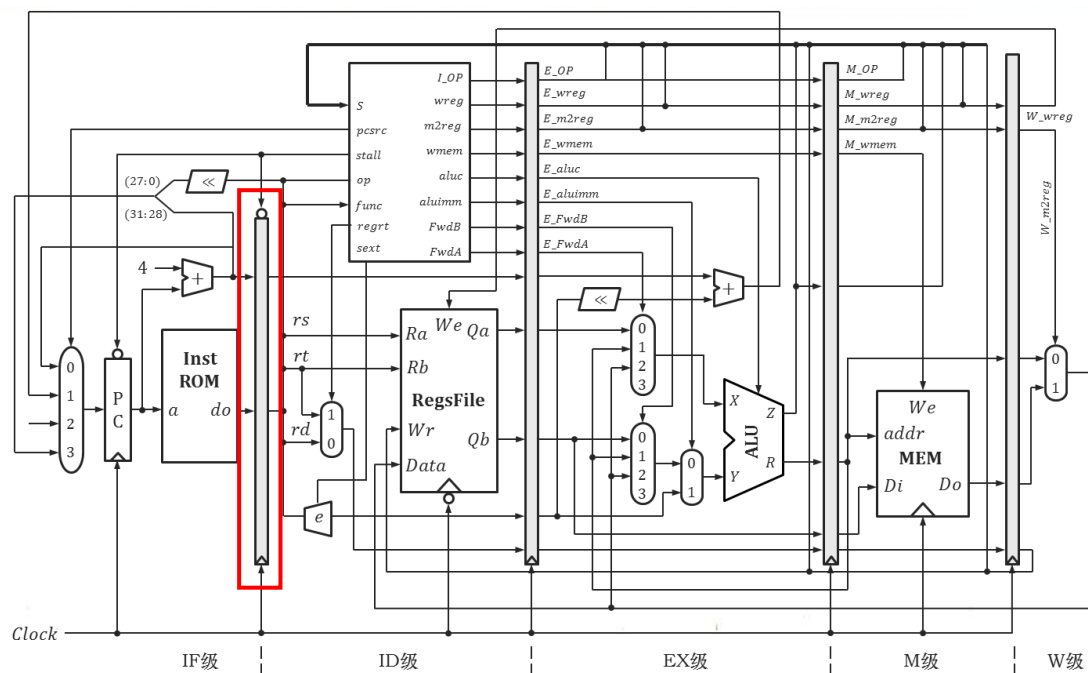 I_OP
wreg
m2reg
wmem
aluc
aluimm
FwdB
FwdA
S
pcsrc
stall
op
func
regrt
sext
E_OP
E_wreg
E_m2reg
E_wmem
E_aluc
E_aluimm
E_FwdB
E_FwdA
M_OP
M_wreg
M_m2reg
M_wmem
W_wreg
W_m2reg
(27:0)
(31:28)
≪
4
+
≪
+
0
1
2
3
P
C
Inst
ROM
a
do
rs
rt
rd
1
0
e
We
Qa
Ra
Rb
RegsFile
Wr
Qb
Data
0
1
2
3
0
1
2
3
0
1
X
Z
ALU
Y
R
We
addr
MEM
Di
Do
0
1
Clock
IF级
ID级
EX级
M级
W级